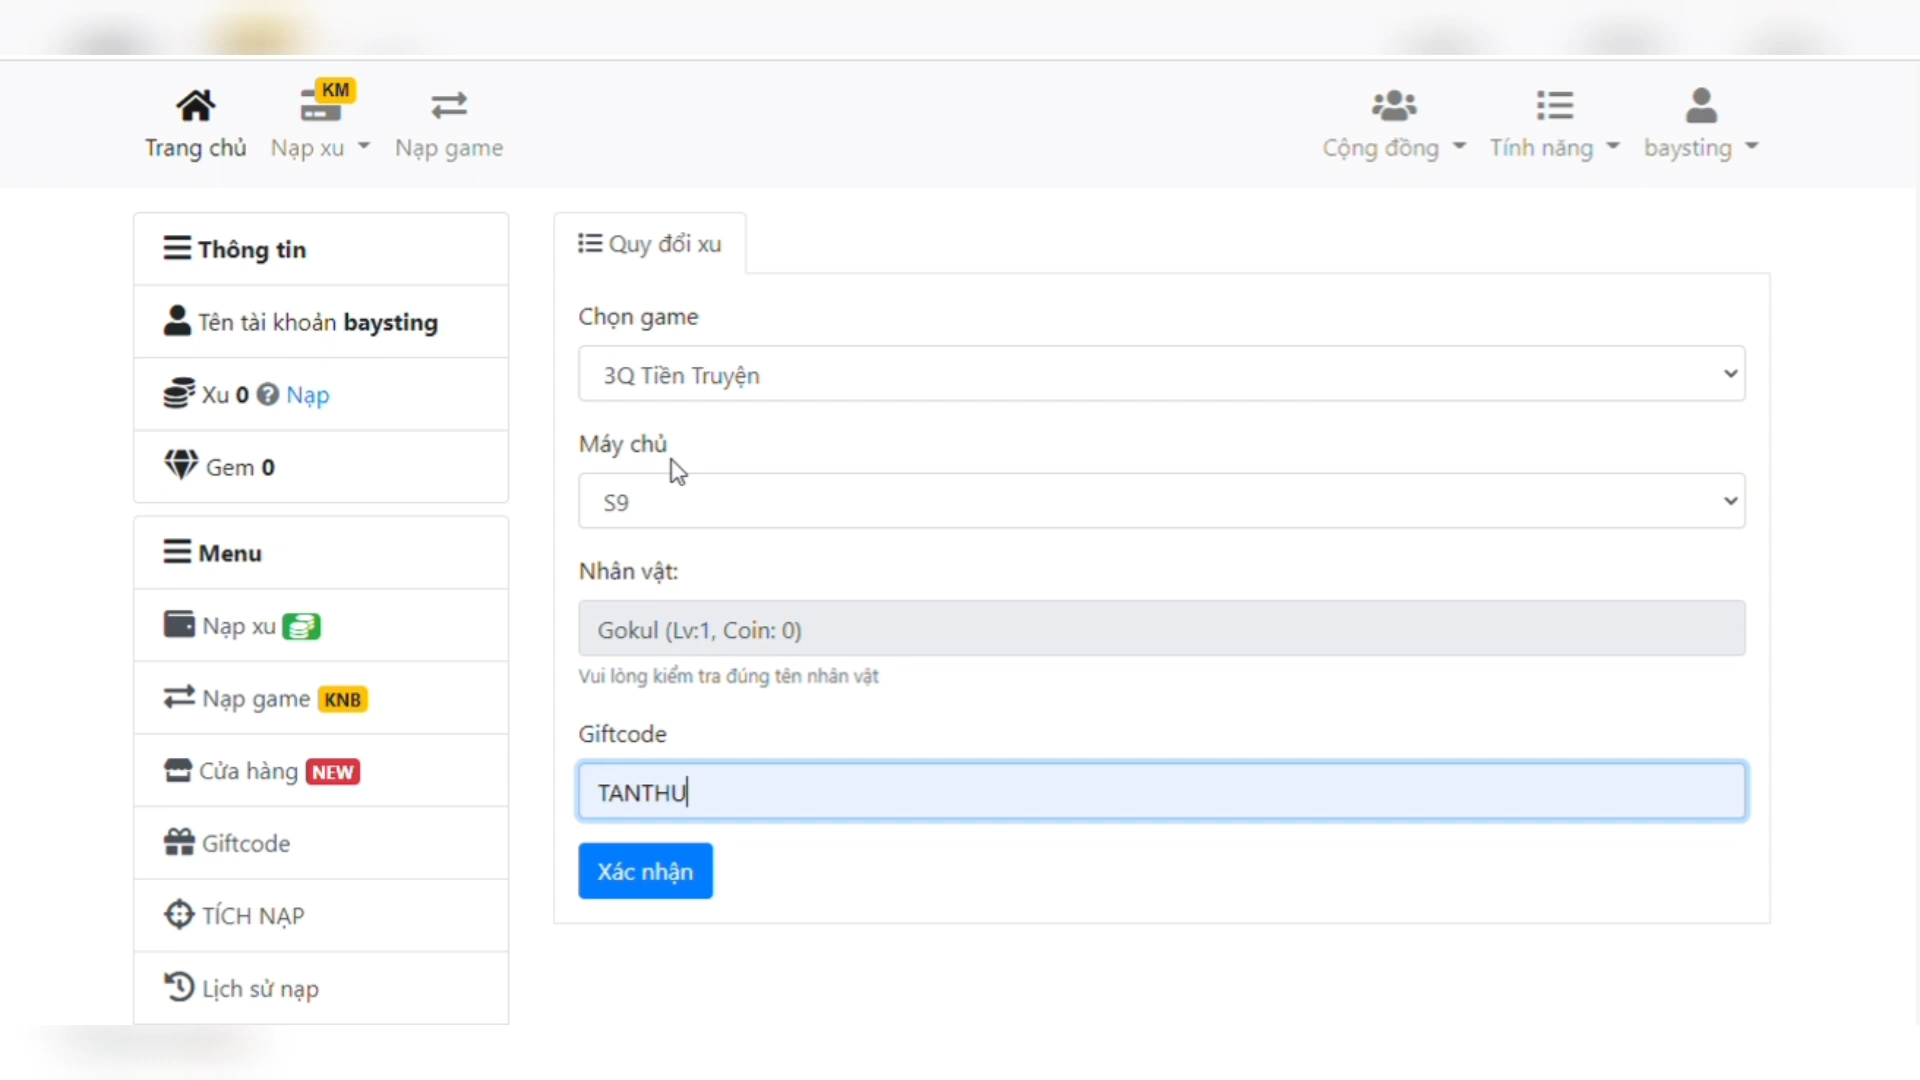 KM
Trang chủ
Nạp xu
Nạp game
Cộng đồng
Tính năng
baysting
Thông tin
Tên tài khoản baysting
Xu 0 ? Nạp
Gem 0
Menu
Nạp xu
Nạp game KNB
Cửa hàng NEW
Giftcode
TÍCH NẠP
Lịch sử nạp
Quy đổi xu
Chọn game
3Q Tiền Truyện
Máy chủ
S9
Nhân vật:
Gokul (Lv:1, Coin: 0)
Vui lòng kiểm tra đúng tên nhân vật
Giftcode
TANTHU
Xác nhận